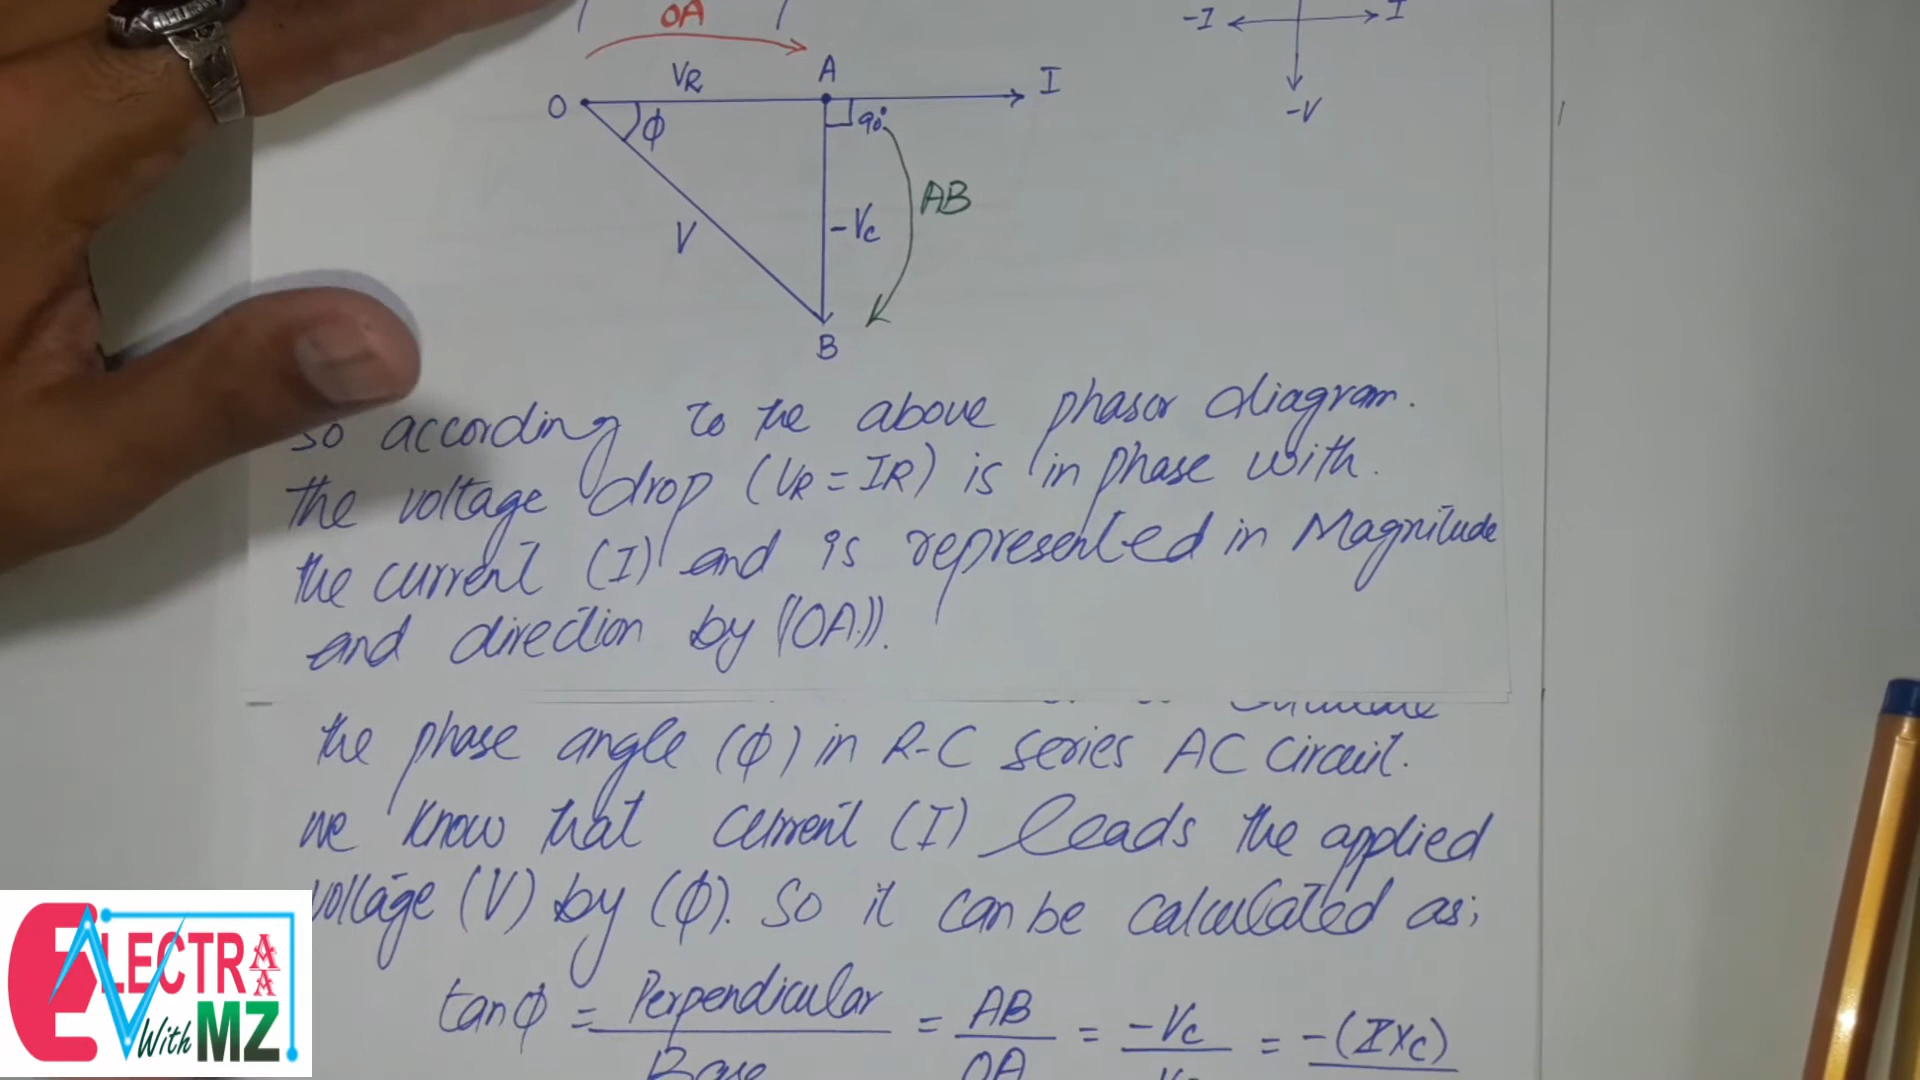 OA
-I
I
-V
O
VR
A
I
φ
90°
AB
V
-Vc
B
So according to the above phasor diagram.
the voltage drop (VR = IR) is in phase with.
the current (I) and is represented in Magnitude
and direction by ((OA)).
the phase angle (φ) in R-C series AC circuit.
we know that current (I) leads the applied
voltage (V) by (φ). So it can be calculated as;
tanφ = Perpendicular = AB = -Vc = -(IXc)
Base OA
ELECTRA
AA
With MZ